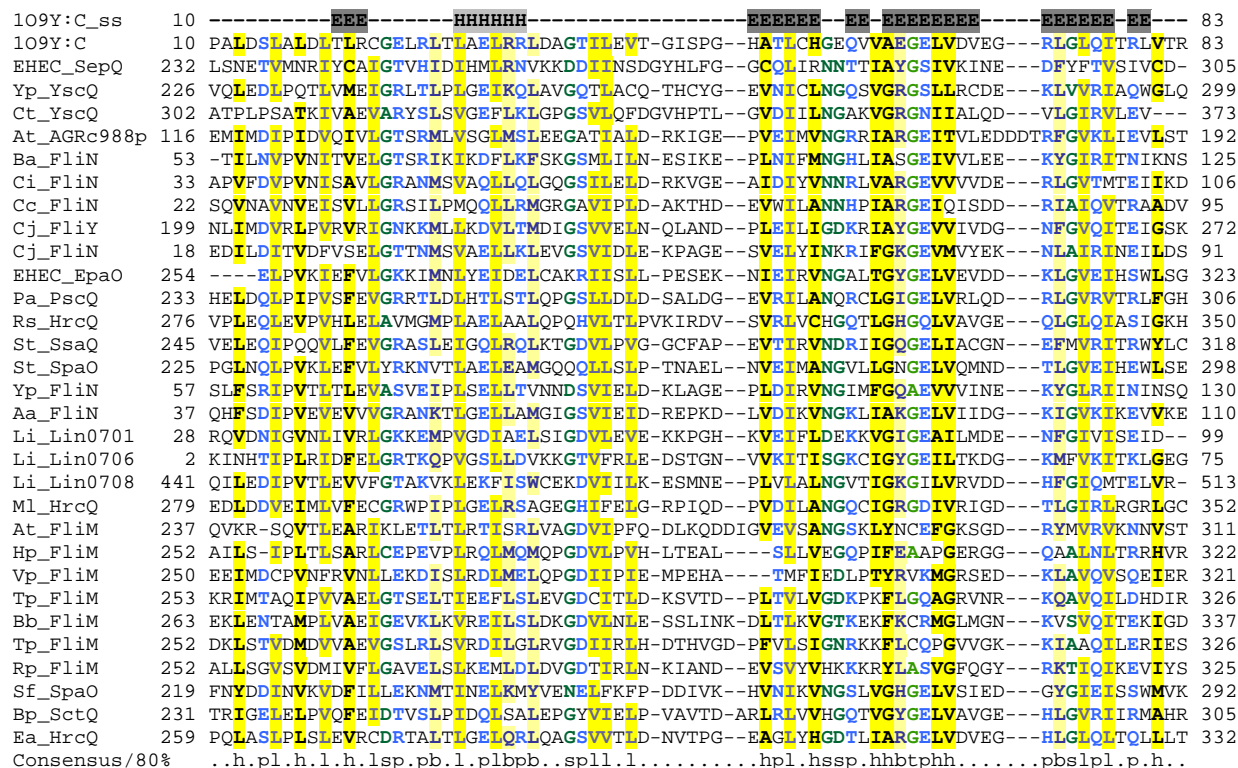 1O9Y:C_ss 10 ----------EEE-------HHHHHH------------------EEEEEE--EE-EEEEEEEE-----EEEEEE-EE--- 83
1O9Y:C 10 PALDSLALDLTLRCGELRLTLAELRRLDAGTILEVT-GISPG--HATLCHGEQVVAEGELVDVEG---RLGLQITRLVTR 83
EHEC_SepQ 232 LSNETVMNRIYCAIGTVHIDIHMLRNVKKDDIINSDGYHLFG--GCQLIRNNTTIAYGSIVKINE---DFYFTVSIVCD- 305
Yp_YscQ 226 VQLEDLPQTLVMEIGRLTLPLGEIKQLAVGQTLACQ-THCYG--EVNICLNGQSVGRGSLLRCDE---KLVVRIAQWGLQ 299
Ct_YscQ 302 ATPLPSATKIVAEVARYSLSVGEFLKLGPGSVLQFDGVHPTL--GVDIILNGAKVGRGNIIALQD---VLGIRVLEV--- 373
At_AGRc988p 116 EMIMDIPIDVQIVLGTSRMLVSGLMSLEEGATIALD-RKIGE--PVEIMVNGRRIARGEITVLEDDDTRFGVKLIEVLST 192
Ba_FliN 53 -TILNVPVNITVELGTSRIKIKDFLKFSKGSMLILN-ESIKE--PLNIFMNGHLIASGEIVVLEE---KYGIRITNIKNS 125
Ci_FliN 33 APVFDVPVNISAVLGRANMSVAQLLQLGQGSILELD-RKVGE--AIDIYVNNRLVARGEVVVVDE---RLGVTMTEIIKD 106
Cc_FliN 22 SQVNAVNVEISVLLGRSILPMQQLLRMGRGAVIPLD-AKTHD--EVWILANNHPIARGEIQISDD---RIAIQVTRAADV 95
Cj_FliY 199 NLIMDVRLPVRVRIGNKKMLLKDVLTMDIGSVVELN-QLAND--PLEILIGDKRIAYGEVVIVDG---NFGVQITEIGSK 272
Cj_FliN 18 EDILDITVDFVSELGTTNMSVAELLKLEVGSVIDLE-KPAGE--SVELYINKRIFGKGEVMVYEK---NLAIRINEILDS 91
EHEC_EpaO 254 ----ELPVKIEFVLGKKIMNLYEIDELCAKRIISLL-PESEK--NIEIRVNGALTGYGELVEVDD---KLGVEIHSWLSG 323
Pa_PscQ 233 HELDQLPIPVSFEVGRRTLDLHTLSTLQPGSLLDLD-SALDG--EVRILANQRCLGIGELVRLQD---RLGVRVTRLFGH 306
Rs_HrcQ 276 VPLEQLEVPVHLELAVMGMPLAELAALQPQHVLTLPVKIRDV--SVRLVCHGQTLGHGQLVAVGE---QLGLQIASIGKH 350
St_SsaQ 245 VELEQIPQQVLFEVGRASLEIGQLRQLKTGDVLPVG-GCFAP--EVTIRVNDRIIGQGELIACGN---EFMVRITRWYLC 318
St_SpaO 225 PGLNQLPVKLEFVLYRKNVTLAELEAMGQQQLLSLP-TNAEL--NVEIMANGVLLGNGELVQMND---TLGVEIHEWLSE 298
Yp_FliN 57 SLFSRIPVTLTLEVASVEIPLSELLTVNNDSVIELD-KLAGE--PLDIRVNGIMFGQAEVVVINE---KYGLRIININSQ 130
Aa_FliN 37 QHFSDIPVEVEVVVGRANKTLGELLAMGIGSVIEID-REPKD--LVDIKVNGKLIAKGELVIIDG---KIGVKIKEVVKE 110
Li_Lin0701 28 RQVDNIGVNLIVRLGKKEMPVGDIAELSIGDVLEVE-KKPGH--KVEIFLDEKKVGIGEAILMDE---NFGIVISEID-- 99
Li_Lin0706 2 KINHTIPLRIDFELGRTKQPVGSLLDVKKGTVFRLE-DSTGN--VVKITISGKCIGYGEILTKDG---KMFVKITKLGEG 75
Li_Lin0708 441 QILEDIPVTLEVVFGTAKVKLEKFISWCEKDVIILK-ESMNE--PLVLALNGVTIGKGILVRVDD---HFGIQMTELVR- 513
Ml_HrcQ 279 EDLDDVEIMLVFECGRWPIPLGELRSAGEGHIFELG-RPIQD--PVDILANGQCIGRGDIVRIGD---TLGIRLRGRLGC 352
At_FliM 237 QVKR-SQVTLEARIKLETLTLRTISRLVAGDVIPFQ-DLKQDDIGVEVSANGSKLYNCEFGKSGD---RYMVRVKNNVST 311
Hp_FliM 252 AILS-IPLTLSARLCEPEVPLRQLMQMQPGDVLPVH-LTEAL----SLLVEGQPIFEAAPGERGG---QAALNLTRRHVR 322
Vp_FliM 250 EEIMDCPVNFRVNLLEKDISLRDLMELQPGDIIPIE-MPEHA----TMFIEDLPTYRVKMGRSED---KLAVQVSQEIER 321
Tp_FliM 253 KRIMTAQIPVVAELGTSELTIEEFLSLEVGDCITLD-KSVTD--PLTVLVGDKPKFLGQAGRVNR---KQAVQILDHDIR 326
Bb_FliM 263 EKLENTAMPLVAEIGEVKLKVREILSLDKGDVLNLE-SSLINK-DLTLKVGTKEKFKCRMGLMGN---KVSVQITEKIGD 337
Tp_FliM 252 DKLSTVDMDVVAEVGSLRLSVRDILGLRVGDIIRLH-DTHVGD-PFVLSIGNRKKFLCQPGVVGK---KIAAQILERIES 326
Rp_FliM 252 ALLSGVSVDMIVFLGAVELSLKEMLDLDVGDTIRLN-KIAND--EVSVYVHKKKRYLASVGFQGY---RKTIQIKEVIYS 325
Sf_SpaO 219 FNYDDINVKVDFILLEKNMTINELKMYVENELFKFP-DDIVK--HVNIKVNGSLVGHGELVSIED---GYGIEISSWMVK 292
Bp_SctQ 231 TRIGELELPVQFEIDTVSLPIDQLSALEPGYVIELP-VAVTD-ARLRLVVHGQTVGYGELVAVGE---HLGVRIIRMAHR 305
Ea_HrcQ 259 PQLASLPLSLEVRCDRTALTLGELQRLQAGSVVTLD-NVTPG--EAGLYHGDTLIARGELVDVEG---HLGLQLTQLLLT 332
Consensus/80% ..h.pl.h.l.h.lsp.pb.l.plbpb..spll.l.........hpl.hssp.hhbtphh.......pbslpl.p.h..